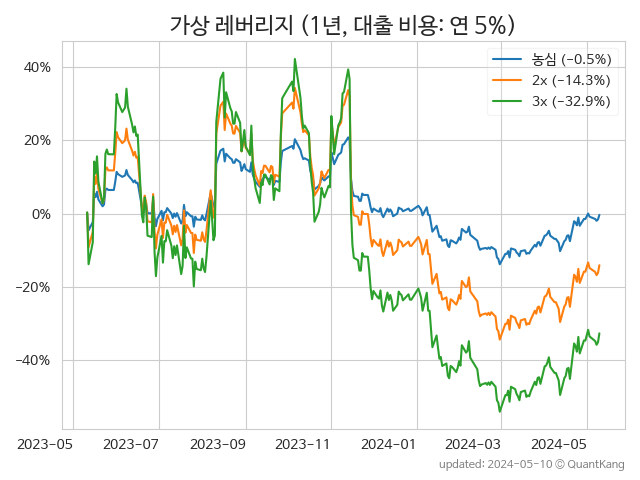 가상 레버리지 (1년, 대출 비용: 연 5%)
농심 (−0.5%)
2x (−14.3%)
3x (−32.9%)
40%
20%
0%
−20%
−40%
2023-05 2023-07 2023-09 2023-11 2024-01 2024-03 2024-05
updated: 2024-05-10 © QuantKang